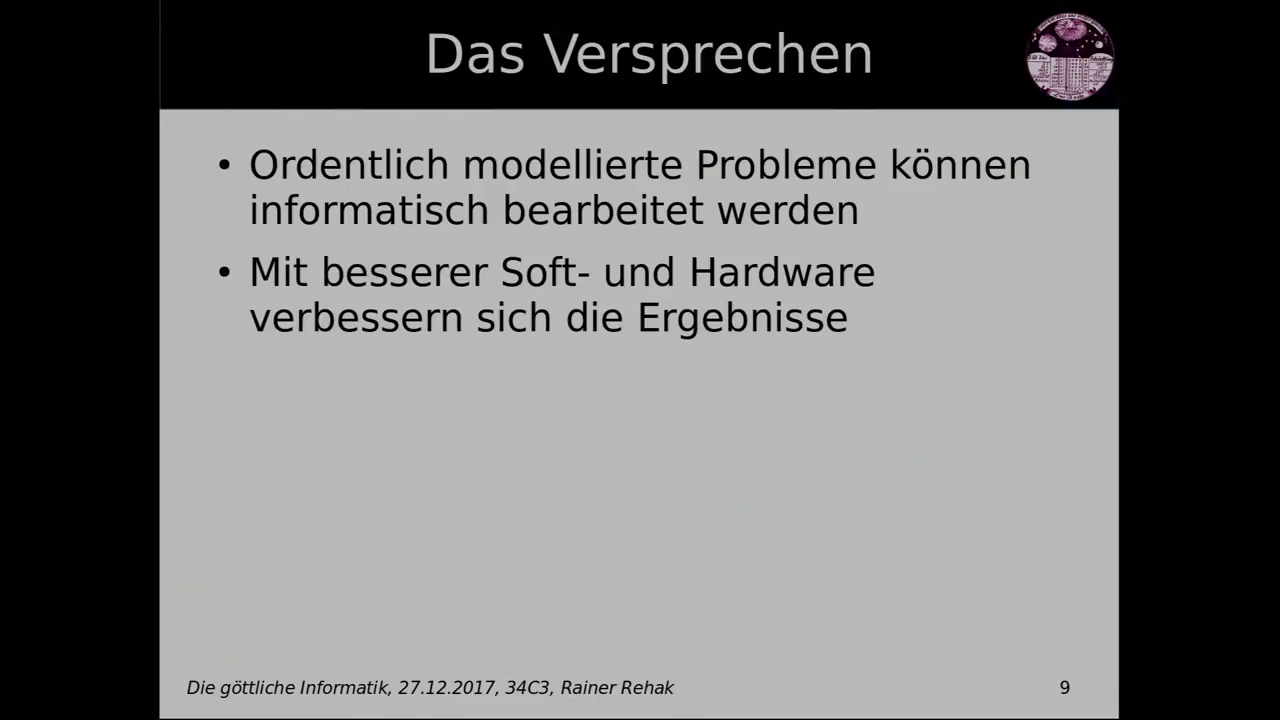 Das Versprechen
• Ordentlich modellierte Probleme können
informatisch bearbeitet werden
• Mit besserer Soft- und Hardware
verbessern sich die Ergebnisse
Die göttliche Informatik, 27.12.2017, 34C3, Rainer Rehak
9